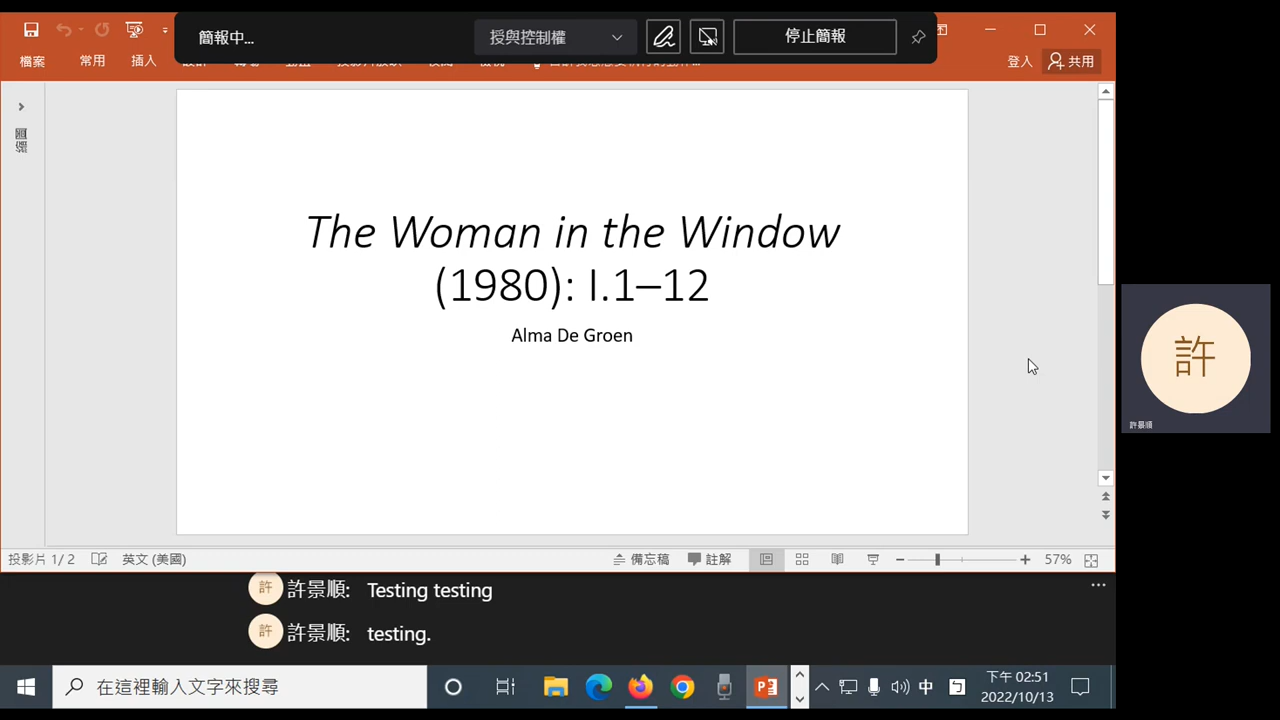 簡報中...
授與控制權
停止簡報
檔案
常用
插入
登入
共用
The Woman in the Window
(1980): I.1–12
Alma De Groen
許
許景順
投影片 1/2
英文 (美國)
備忘稿
註解
57%
許
許景順:
Testing testing
許
許景順:
testing.
在這裡輸入文字來搜尋
中
下午 02:51
2022/10/13